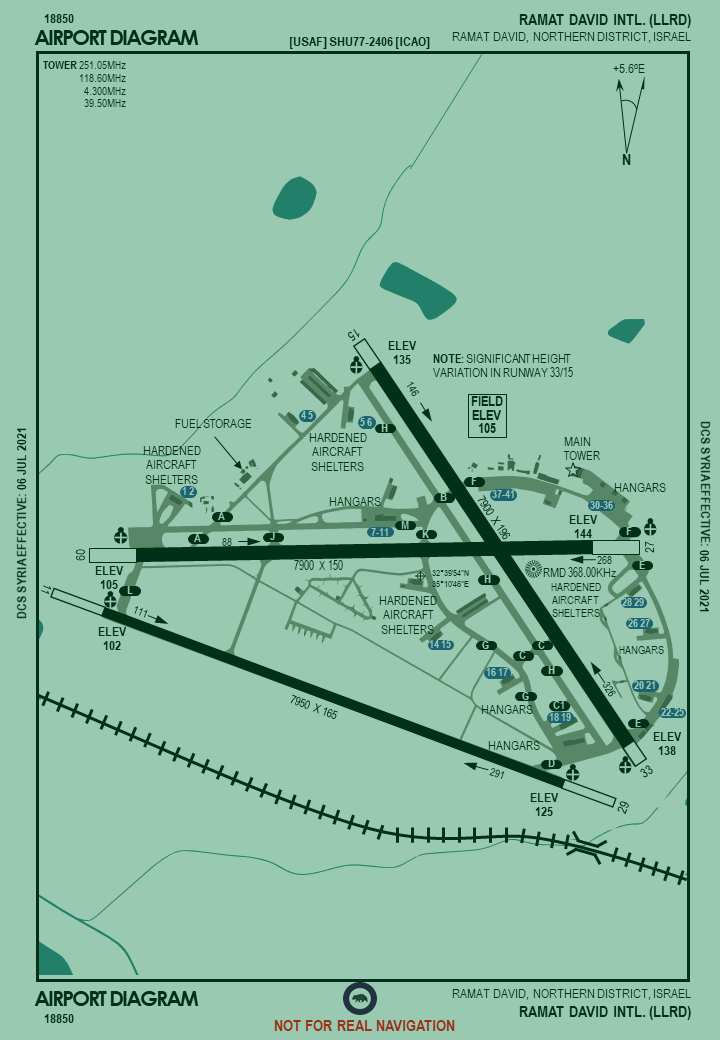 18850
AIRPORT DIAGRAM
[USAF] SHU77-2406 [ICAO]
RAMAT DAVID INTL. (LLRD)
RAMAT DAVID, NORTHERN DISTRICT, ISRAEL
TOWER 251.05MHz
118.60MHz
4.300MHz
39.50MHz
+5.6ºE
N
15
ELEV
135
NOTE: SIGNIFICANT HEIGHT
VARIATION IN RUNWAY 33/15
146
FIELD
ELEV
105
4 5
5 6
H
FUEL STORAGE
HARDENED
AIRCRAFT
SHELTERS
HARDENED
AIRCRAFT
SHELTERS
MAIN
TOWER
1 2
HANGARS
F
37-41
HANGARS
30-36
B
7900 X 196
A
M
7-11
K
ELEV
144
F
A
88
J
27
09
268
E
7900 X 150
ELEV
105
32°39'54"N
35°10'46"E
RMD 368.00KHz
H
HARDENED
AIRCRAFT
SHELTERS
L
11
111
HARDENED
AIRCRAFT
SHELTERS
28 29
26 27
ELEV
102
14 15
G
C
C
HANGARS
H
16 17
326
20 21
G
C1
HANGARS
18 19
22-25
7950 X 165
E
ELEV
138
HANGARS
D
33
291
ELEV
125
29
DCS SYRIA EFFECTIVE: 06 JUL 2021
DCS SYRIA EFFECTIVE: 06 JUL 2021
AIRPORT DIAGRAM
18850
NOT FOR REAL NAVIGATION
RAMAT DAVID, NORTHERN DISTRICT, ISRAEL
RAMAT DAVID INTL. (LLRD)